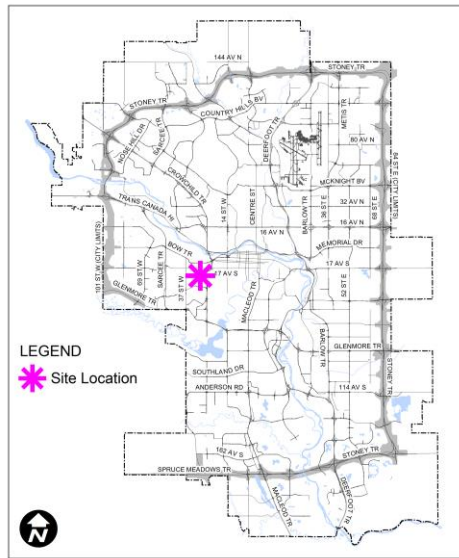 144 AV N
STONEY TR
STONEY TR
COUNTRY HILLS BV
SARCEE TR
NOSE HILL DR
DEERFOOT TR
METIS TR
80 AV N
CROWCHILD TR
MCKNIGHT BV
TRANS CANADA HI
14 ST W
CENTRE ST
BARLOW TR
36 ST E
32 AV N
68 ST E
84 ST E (CITY LIMITS)
16 AV N
16 AV N
BOW TR
MEMORIAL DR
17 AV S
17 AV S
101 ST W (CITY LIMITS)
69 ST W
SARCEE TR
37 ST W
MACLEOD TR
52 ST E
GLENMORE TR
BARLOW TR
GLENMORE TR
STONEY TR
LEGEND
Site Location
SOUTHLAND DR
ANDERSON RD
114 AV S
162 AV S
STONEY TR
SPRUCE MEADOWS TR
MACLEOD TR
DEERFOOT TR
N